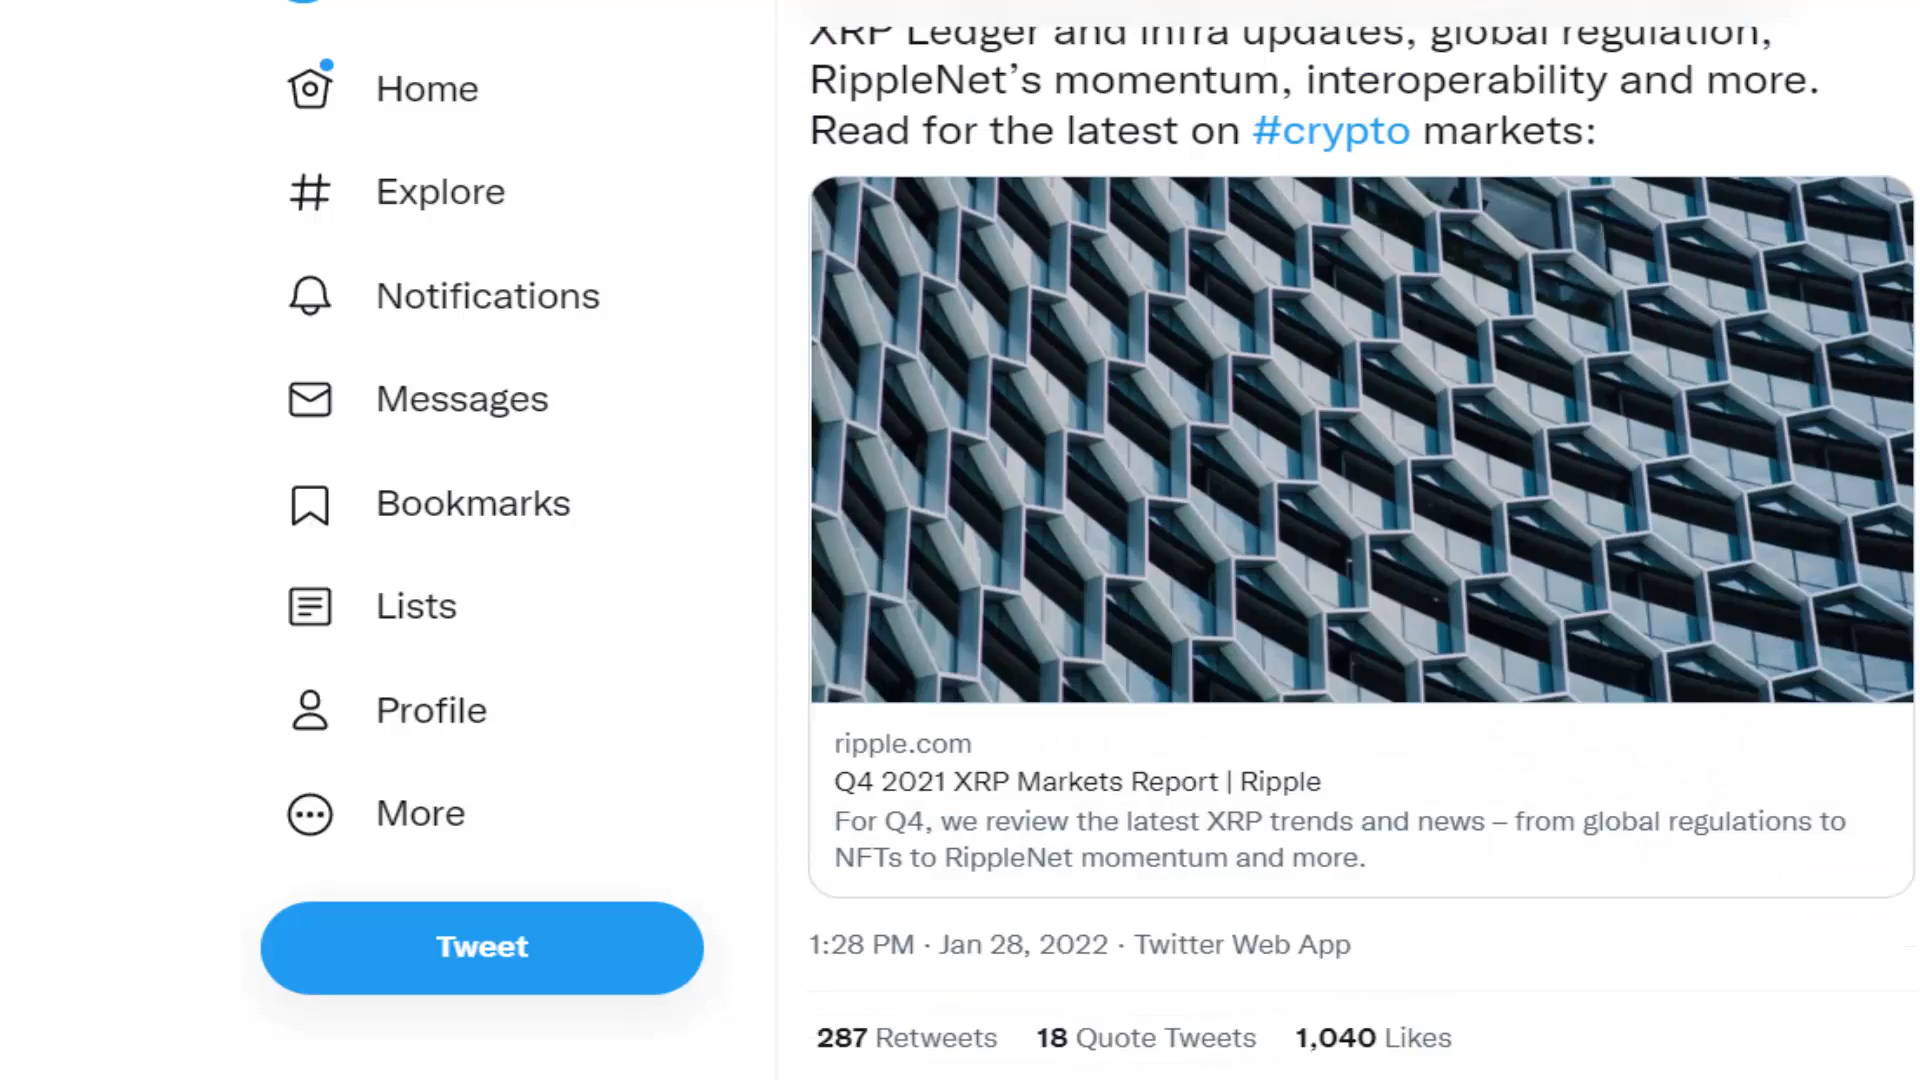 Home
Explore
Notifications
Messages
Bookmarks
Lists
Profile
More
Tweet
XRP Ledger and infra updates, global regulation,
RippleNet’s momentum, interoperability and more.
Read for the latest on #crypto markets:
ripple.com
Q4 2021 XRP Markets Report | Ripple
For Q4, we review the latest XRP trends and news – from global regulations to
NFTs to RippleNet momentum and more.
1:28 PM · Jan 28, 2022 · Twitter Web App
287 Retweets 18 Quote Tweets 1,040 Likes